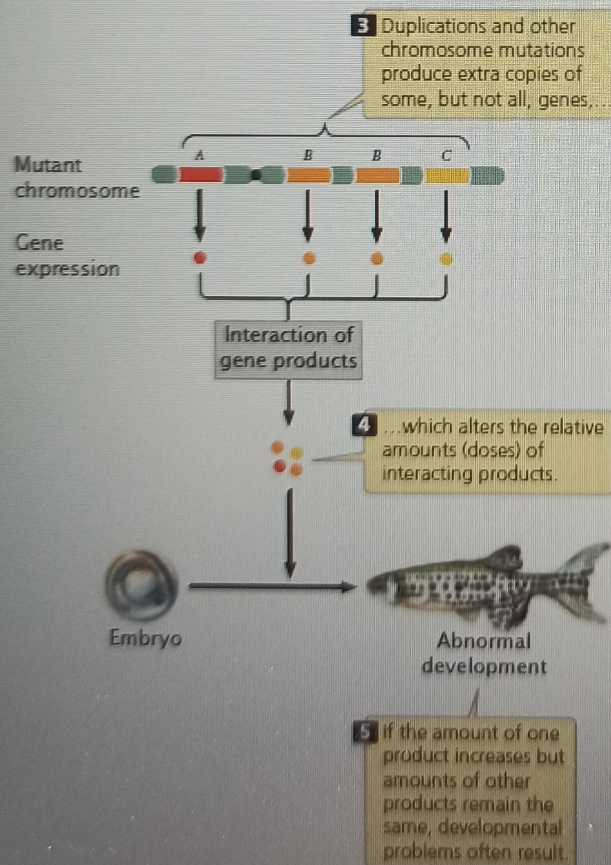 3 Duplications and other
chromosome mutations
produce extra copies of
some, but not all, genes,...
A B B C
Mutant
chromosome
Gene
expression
Interaction of
gene products
4 ...which alters the relative
amounts (doses) of
interacting products.
Embryo
Abnormal
development
5 If the amount of one
product increases but
amounts of other
products remain the
same, developmental
problems often result.